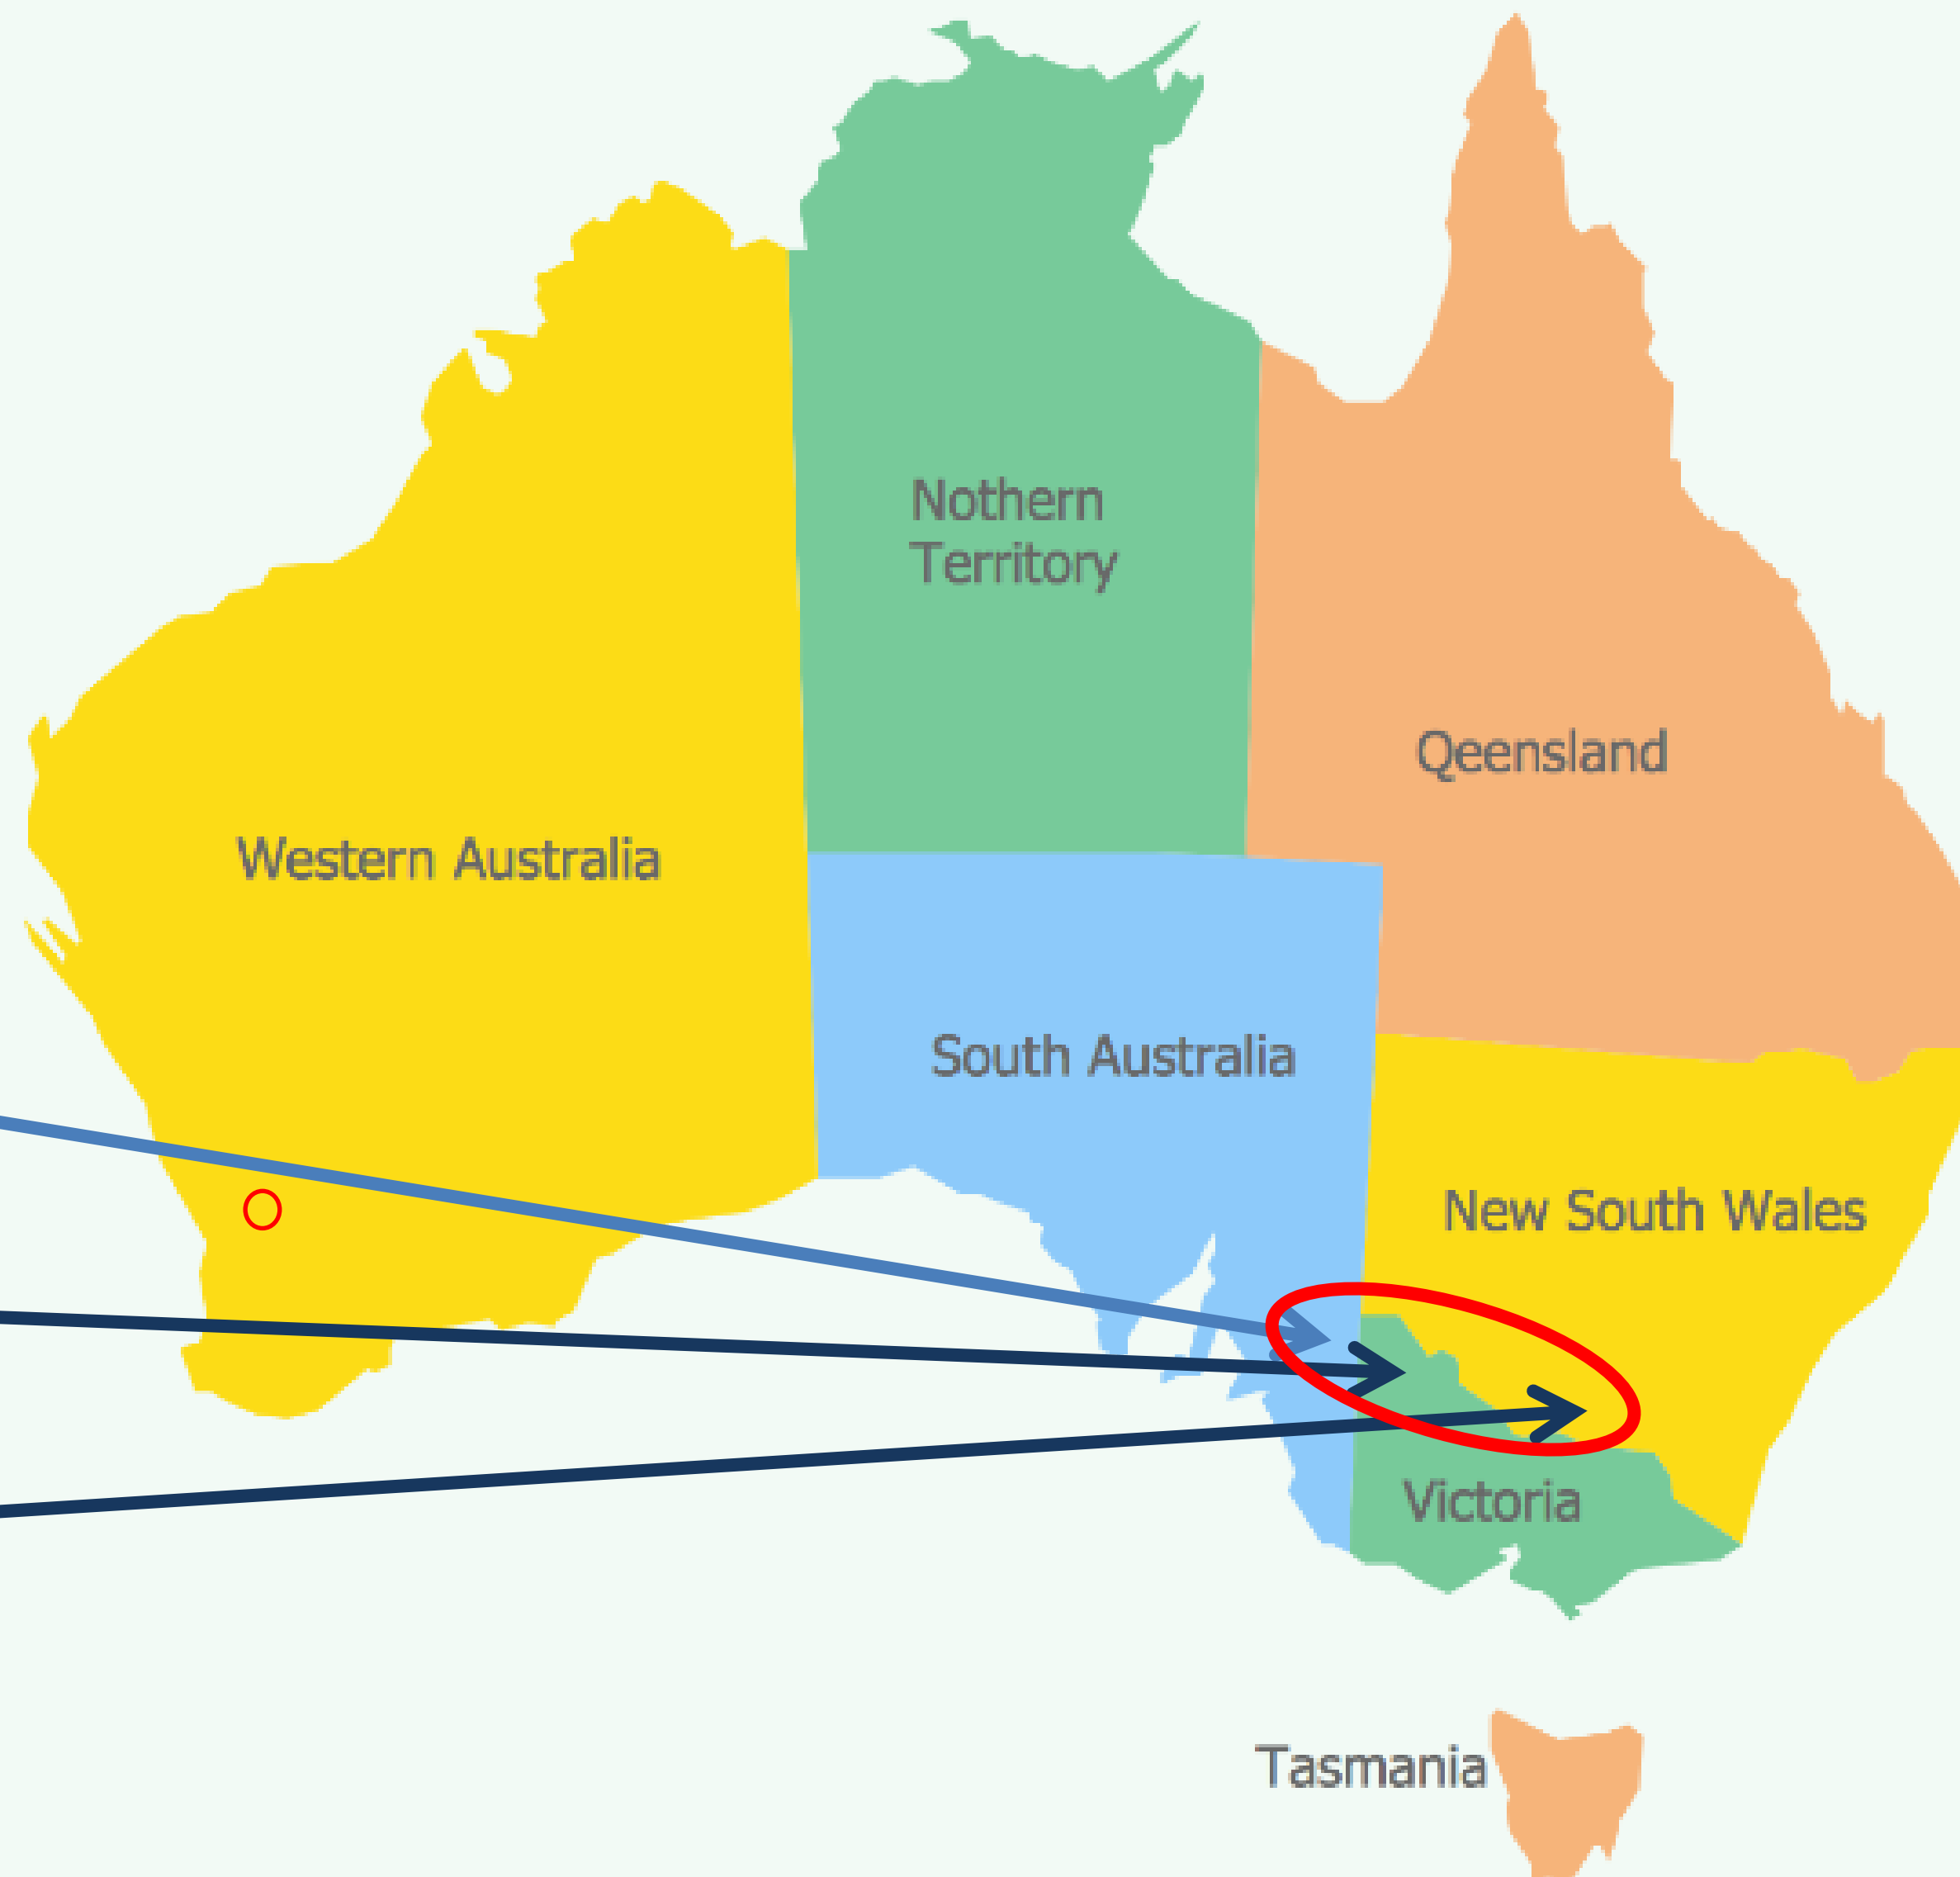 Nothern
Territory
Qeensland
Western Australia
South Australia
New South Wales
Victoria
Tasmania